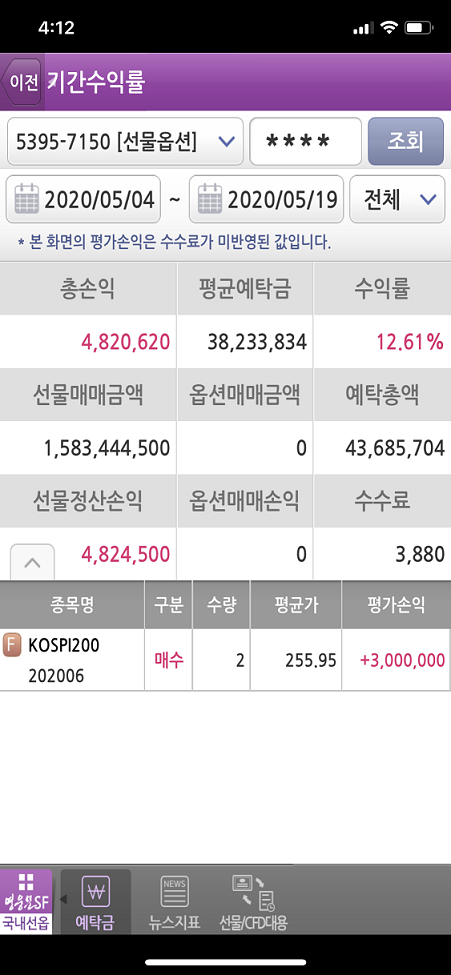 4:12
이전 기간수익률
5395-7150 [선물옵션] **** 조회
2020/05/04 ~ 2020/05/19 전체
* 본 화면의 평가손익은 수수료가 미반영된 값입니다.
총손익 평균예탁금 수익률
4,820,620 38,233,834 12.61%
선물매매금액 옵션매매금액 예탁총액
1,583,444,500 0 43,685,704
선물정산손익 옵션매매손익 수수료
4,824,500 0 3,880
종목명 구분 수량 평균가 평가손익
F KOSPI200 매수 2 255.95 +3,000,000
202006
영웅문SF ₩ NEWS
국내선옵 예탁금 뉴스지표 선물/CFD대용